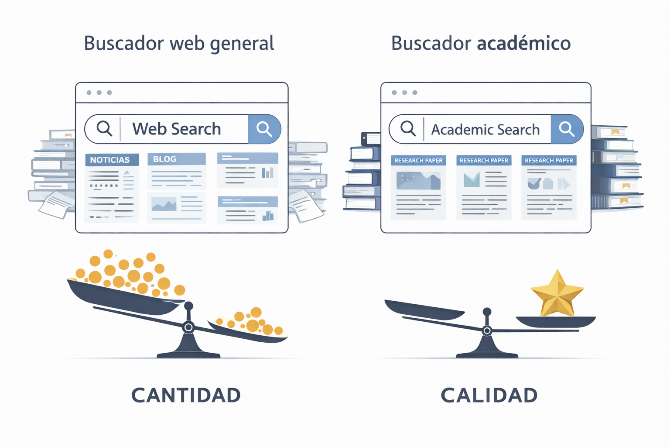 Buscador web general
Buscador académico
Web Search
NOTICIAS
BLOG
Academic Search
RESEARCH PAPER
RESEARCH PAPER
RESEARCH PAPER
CANTIDAD
CALIDAD